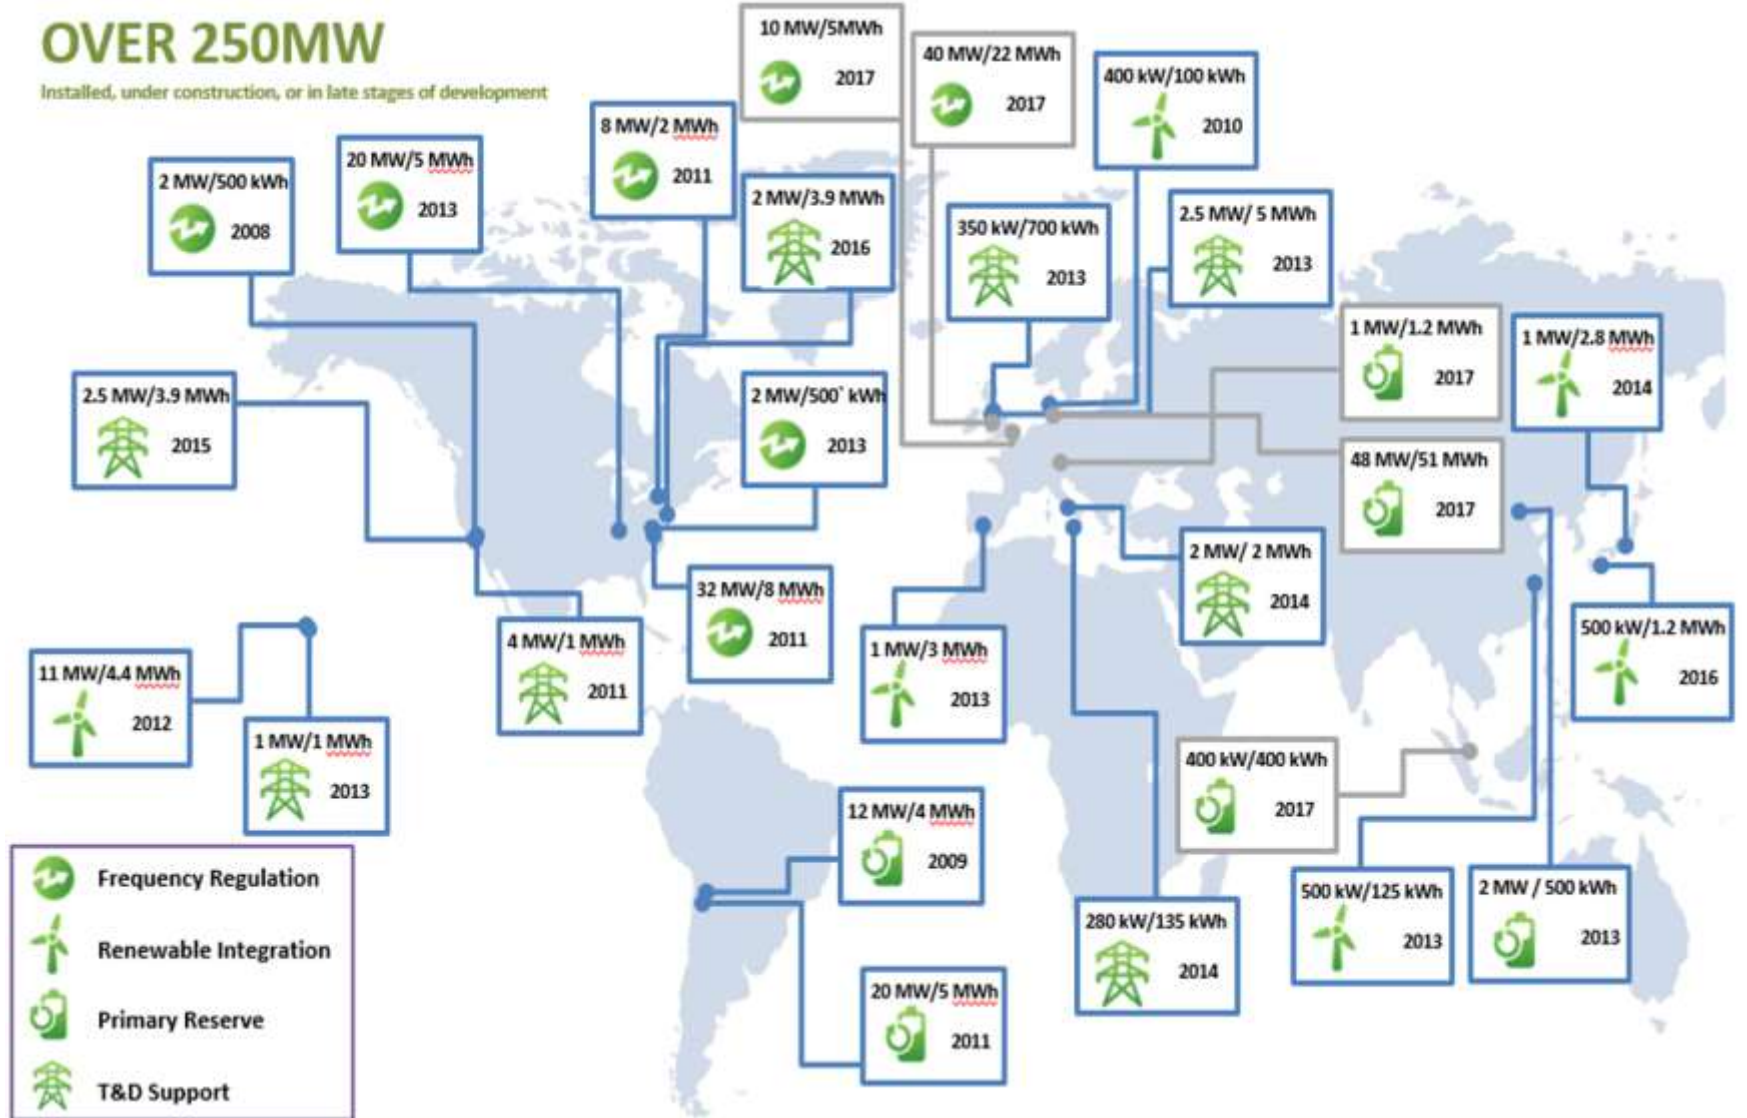 OVER 250MW
Installed, under construction, or in late stages of development
10 MW/5MWh
2017
40 MW/22 MWh
2017
400 kW/100 kWh
2010
8 MW/2 MWh
2011
20 MW/5 MWh
2013
2 MW/500 kWh
2008
2 MW/3.9 MWh
2016
350 kW/700 kWh
2013
2.5 MW/ 5 MWh
2013
1 MW/1.2 MWh
2017
1 MW/2.8 MWh
2014
2.5 MW/3.9 MWh
2015
2 MW/500` kWh
2013
48 MW/51 MWh
2017
2 MW/ 2 MWh
2014
32 MW/8 MWh
2011
4 MW/1 MWh
2011
1 MW/3 MWh
2013
500 kW/1.2 MWh
2016
11 MW/4.4 MWh
2012
1 MW/1 MWh
2013
400 kW/400 kWh
2017
12 MW/4 MWh
2009
500 kW/125 kWh
2013
2 MW / 500 kWh
2013
280 kW/135 kWh
2014
20 MW/5 MWh
2011
Frequency Regulation
Renewable Integration
Primary Reserve
T&D Support